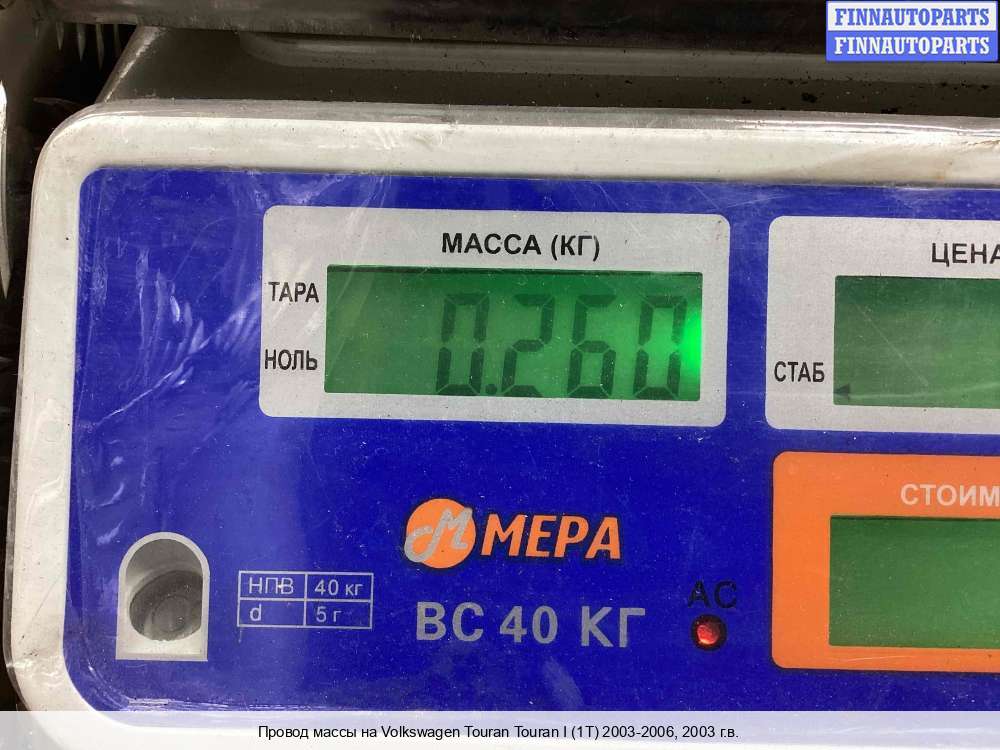 FINNAUTOPARTS
FINNAUTOPARTS
МАССА (КГ)
ЦЕНА
ТАРА
0.260
НОЛЬ
СТАБ
СТОИМ
М МЕРА
АС
НПВ 40 кг
d 5 г
ВС 40 КГ
Провод массы на Volkswagen Touran Touran I (1T) 2003-2006, 2003 г.в.